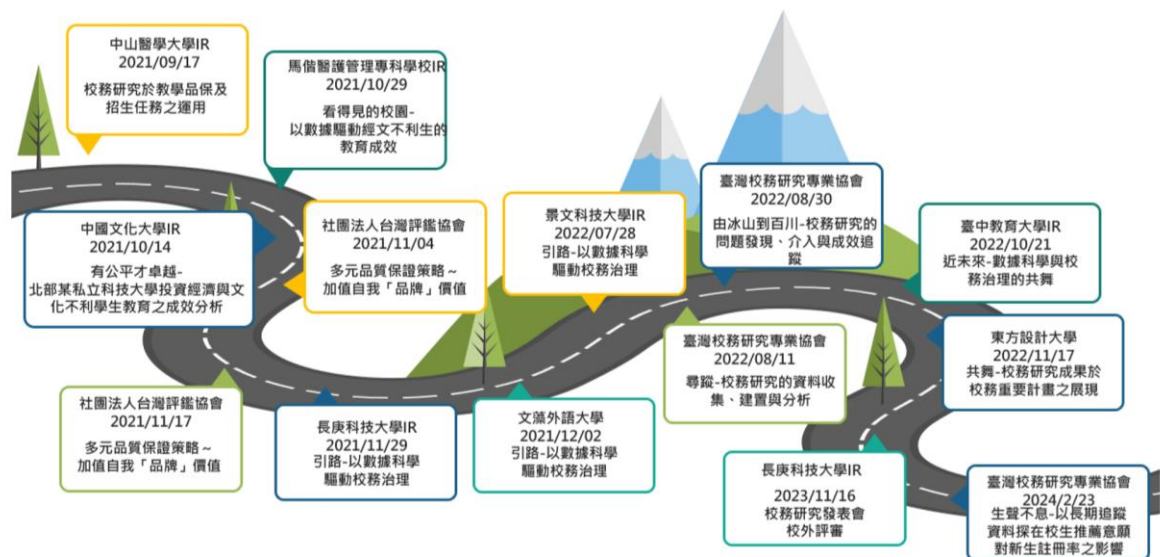 中山醫學大學IR
2021/09/17
校務研究於教學品保及
招生任務之運用
馬偕醫護管理專科學校IR
2021/10/29
看得見的校園-
以數據驅動經文不利生的
教育成效
中國文化大學IR
2021/10/14
有公平才卓越-
北部某私立科技大學投資經濟與文
化不利學生教育之成效分析
社團法人台灣評鑑協會
2021/11/04
多元品質保證策略～
加值自我「品牌」價值
社團法人台灣評鑑協會
2021/11/17
多元品質保證策略～
加值自我「品牌」價值
長庚科技大學IR
2021/11/29
引路-以數據科學
驅動校務治理
文藻外語大學
2021/12/02
引路-以數據科學
驅動校務治理
景文科技大學IR
2022/07/28
引路-以數據科學
驅動校務治理
臺灣校務研究專業協會
2022/08/11
尋蹤-校務研究的資料收
集、建置與分析
臺灣校務研究專業協會
2022/08/30
由冰山到百川-校務研究的
問題發現、介入與成效追
蹤
臺中教育大學IR
2022/10/21
近未來-數據科學與校
務治理的共舞
東方設計大學
2022/11/17
共舞-校務研究成果於
校務重要計畫之展現
長庚科技大學IR
2023/11/16
校務研究發表會
校外評審
臺灣校務研究專業協會
2024/2/23
生聲不息-以長期追蹤
資料探在校生推薦意願
對新生註冊率之影響